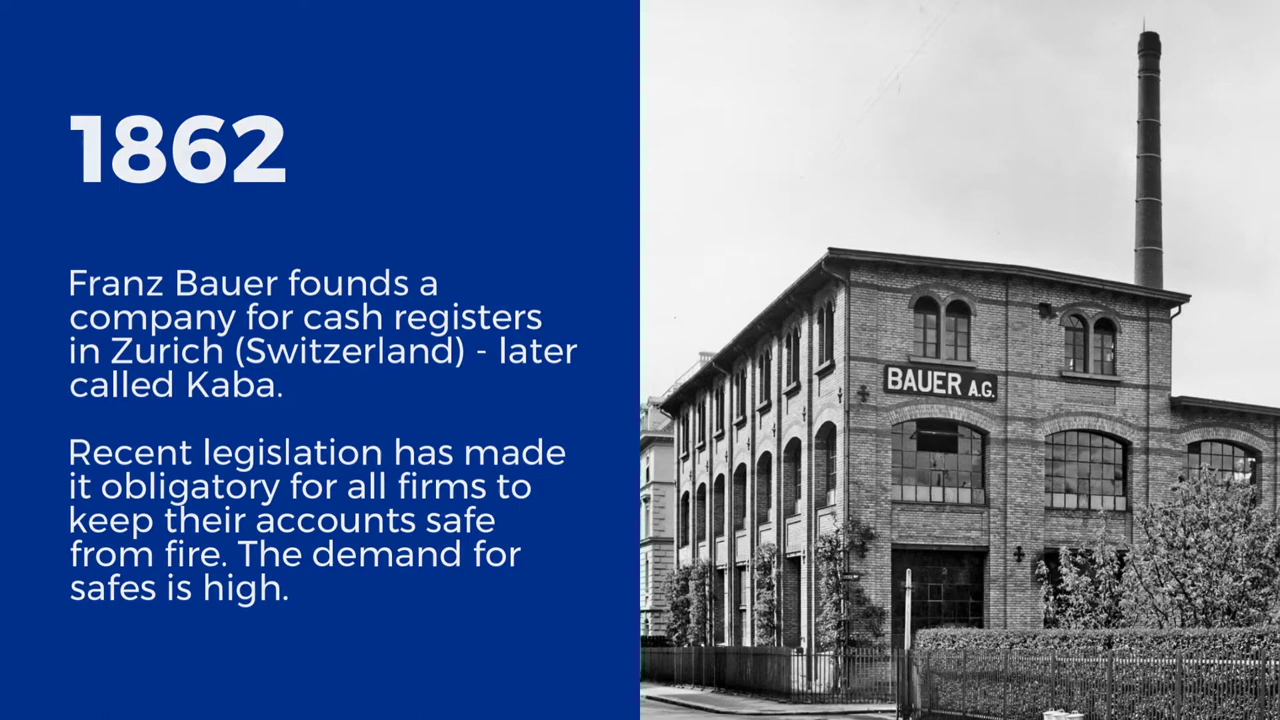 1862
Franz Bauer founds a
company for cash registers
in Zurich (Switzerland) - later
called Kaba.
Recent legislation has made
it obligatory for all firms to
keep their accounts safe
from fire. The demand for
safes is high.
BAUER A.G.